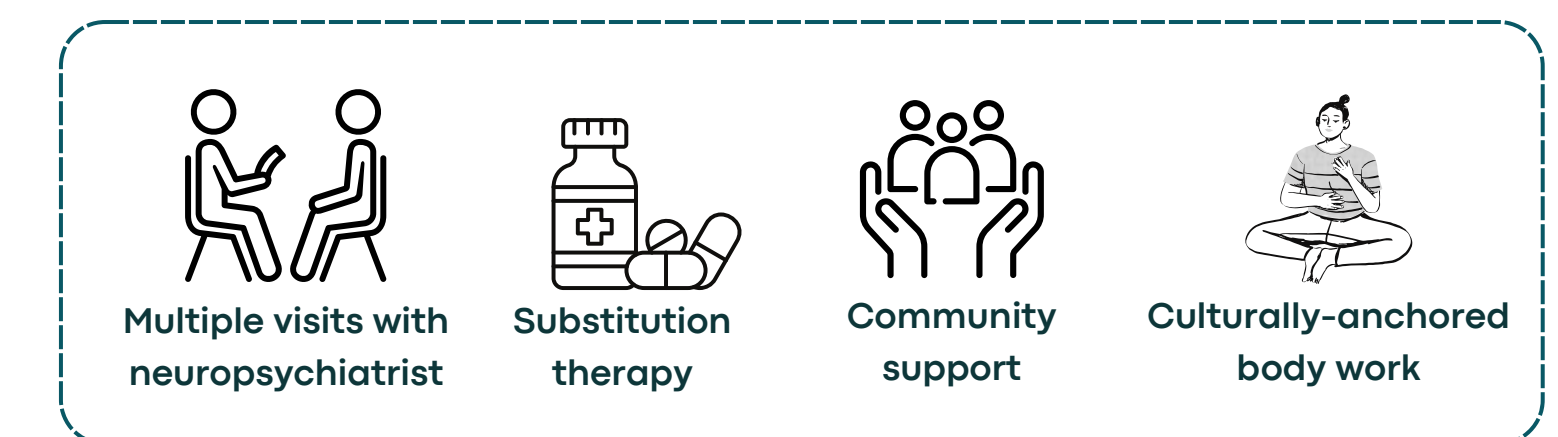 Multiple visits with
neuropsychiatrist
Substitution
therapy
Community
support
Culturally-anchored
body work